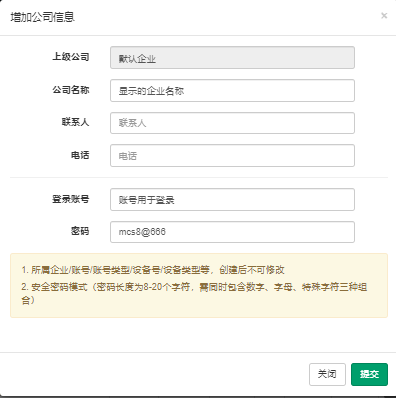 增加公司信息
×
上级公司
默认企业
公司名称
显示的企业名称
联系人
联系人
电话
电话
登录账号
账号用于登录
密码
mcs8@666
1. 所属企业/账号/账号类型/设备号/设备类型等，创建后不可修改
2. 安全密码模式（密码长度为8-20个字符，需同时包含数字、字母、特殊字符三种组
合）
关闭
提交